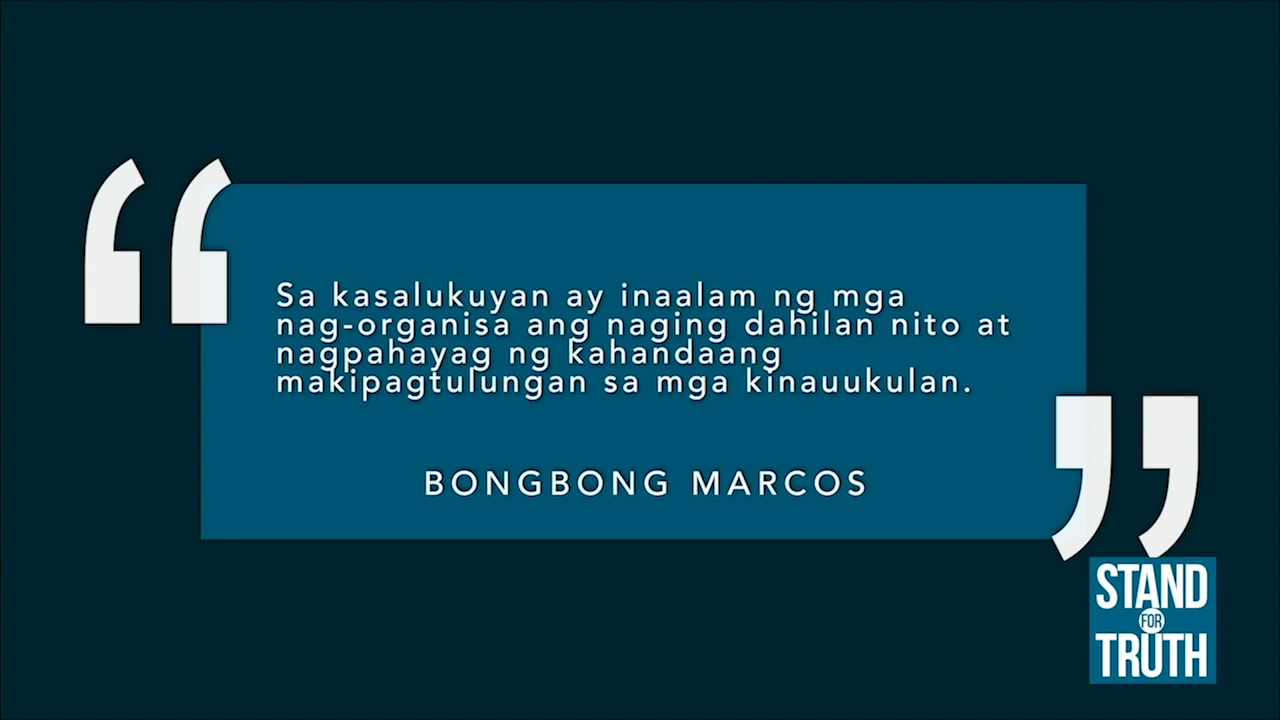 Sa kasalukuyan ay inaalam ng mga
nag-organisa ang naging dahilan nito at
nagpahayag ng kahandaang
makipagtulungan sa mga kinauukulan.
BONGBONG MARCOS
STAND
FOR
TRUTH